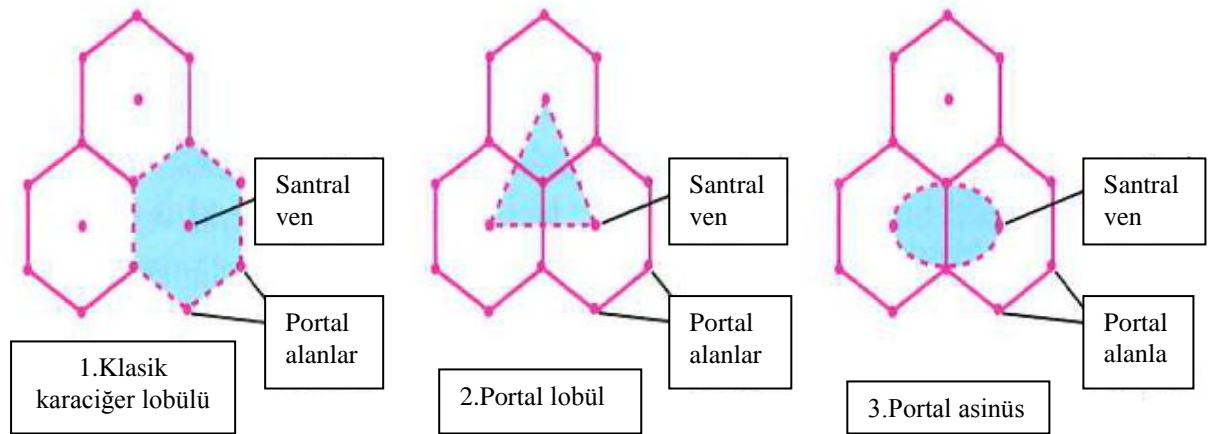 Santral
ven
Portal
alanlar
1.Klasik
karaciğer lobülü
Santral
ven
Portal
alanlar
2.Portal lobül
Santral
ven
Portal
alanla
3.Portal asinüs